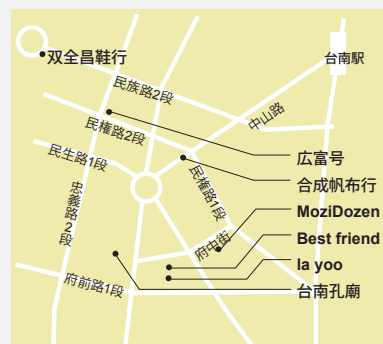 双全昌鞋行
台南駅
民族路2段
中山路
民権路2段
広富号
民生路1段
合成帆布行
民権路1段
忠義路2段
MoziDozen
府中街
Best friend
la yoo
府前路1段
台南孔廟